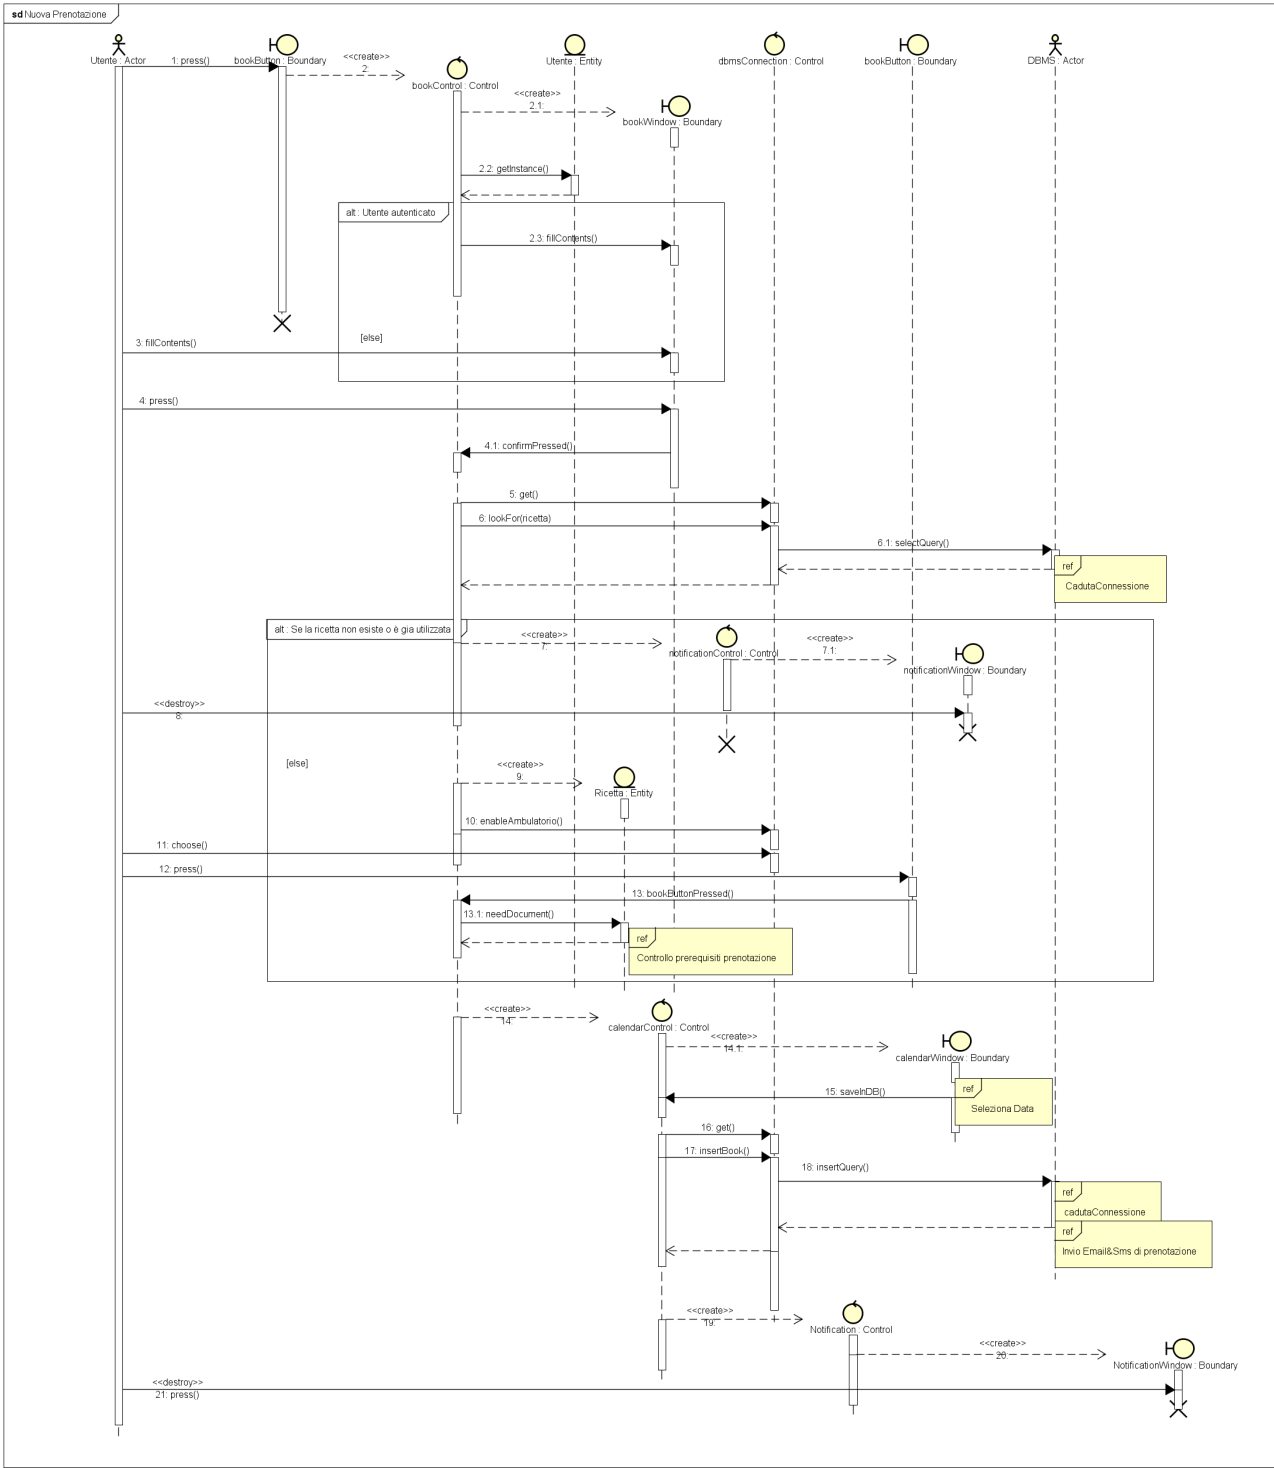 sd Nuova Prenotazione
Utente : Actor
1: press()
bookButton : Boundary
<<create>>
2:
bookControl : Control
Utente : Entity
dbmsConnection : Control
bookButton : Boundary
DBMS : Actor
<<create>>
2.1:
bookWindow : Boundary
2.2: getInstance()
alt : Utente autenticato
2.3: fillContents()
[else]
3: fillContents()
4: press()
4.1: confirmPressed()
5: get()
6: lookFor(ricetta)
6.1: selectQuery()
ref
CadutaConnessione
alt : Se la ricetta non esiste o è gia utilizzata
<<create>>
7:
notificationControl : Control
<<create>>
7.1:
notificationWindow : Boundary
<<destroy>>
8:
[else]
<<create>>
9:
Ricetta : Entity
10: enableAmbulatorio()
11: choose()
12: press()
13: bookButtonPressed()
13.1: needDocument()
ref
Controllo prerequisiti prenotazione
<<create>>
14:
calendarControl : Control
<<create>>
14.1:
calendarWindow : Boundary
15: saveInDB()
ref
Seleziona Data
16: get()
17: insertBook()
18: insertQuery()
ref
cadutaConnessione
ref
Invio Email&Sms di prenotazione
<<create>>
19:
Notification : Control
<<create>>
20:
NotificationWindow : Boundary
<<destroy>>
21: press()